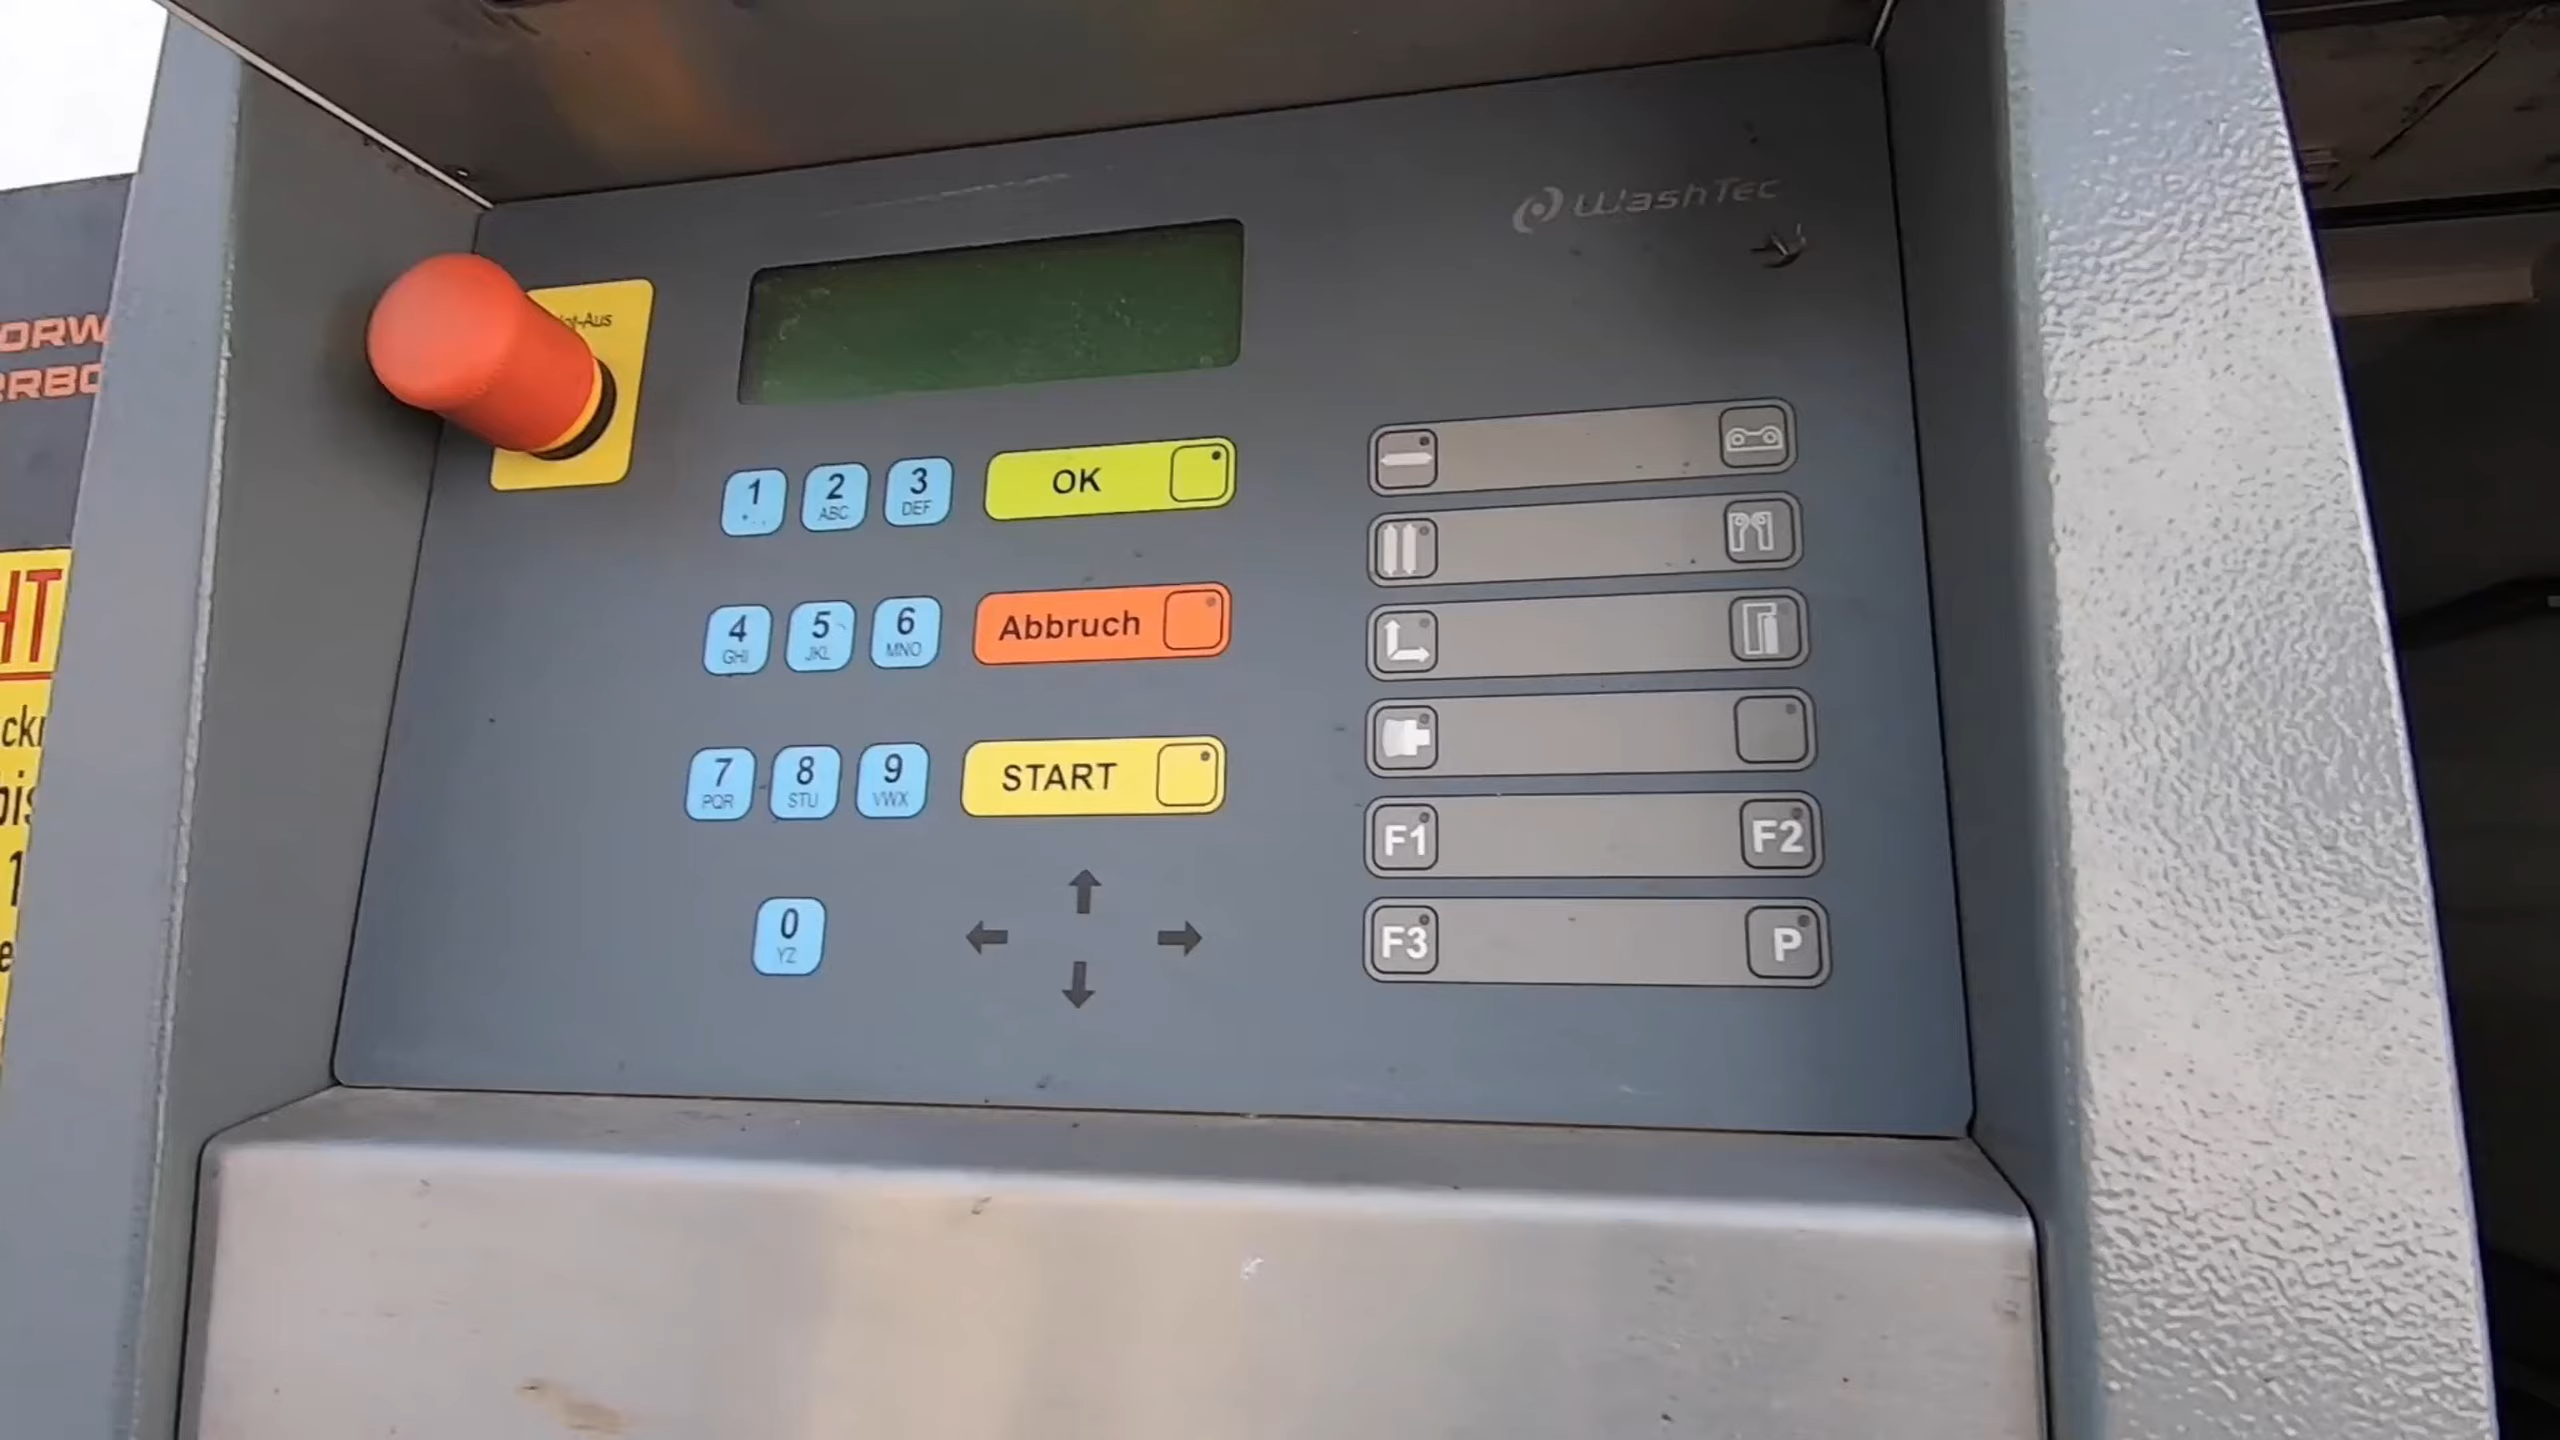 WashTec
OK
1
2
ABC
3
DEF
Abbruch
4
GHI
5
JKL
6
MNO
START
7
PQR
8
STU
9
VWX
0
YZ
F1
F2
F3
P